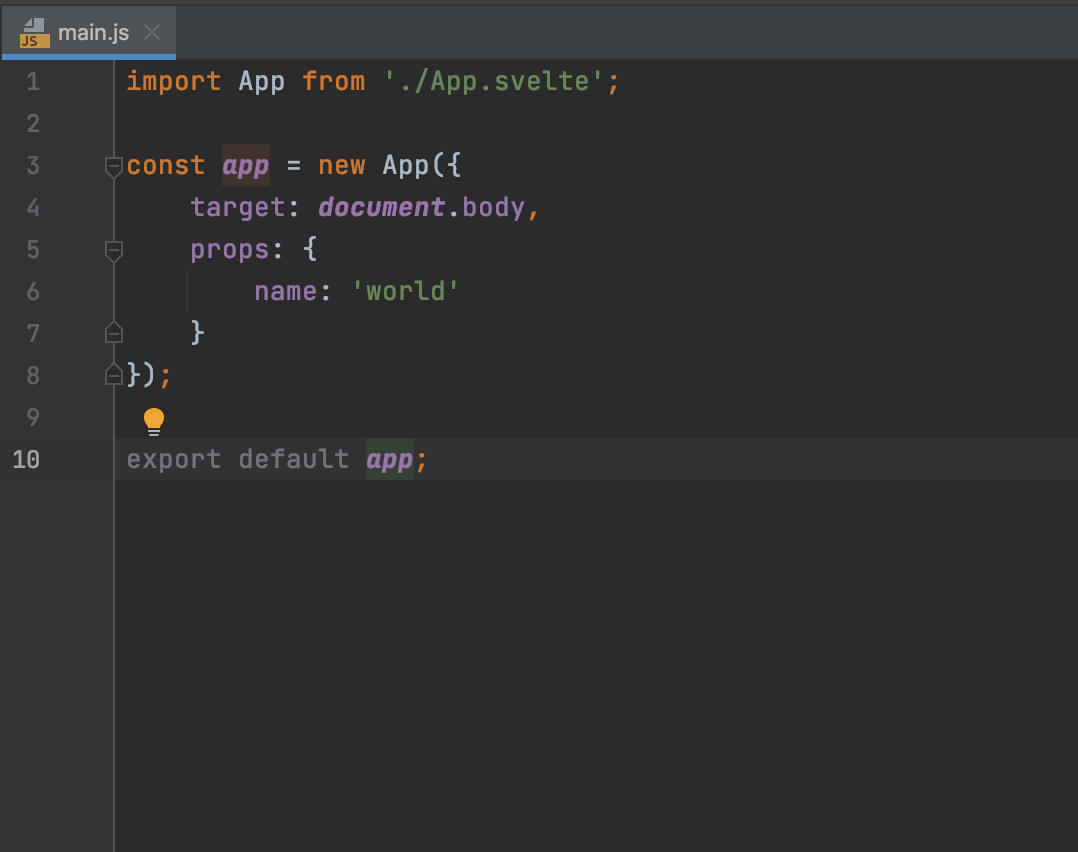 JS main.js
1 import App from './App.svelte';
2
3 const app = new App({
4     target: document.body,
5     props: {
6         name: 'world'
7     }
8 });
9
10 export default app;